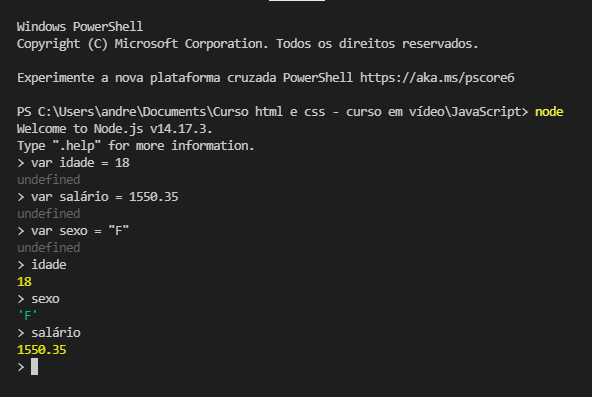 Windows PowerShell
Copyright (C) Microsoft Corporation. Todos os direitos reservados.
Experimente a nova plataforma cruzada PowerShell https://aka.ms/pscore6
PS C:\Users\andre\Documents\Curso html e css - curso em vídeo\JavaScript> node
Welcome to Node.js v14.17.3.
Type ".help" for more information.
> var idade = 18
undefined
> var salário = 1550.35
undefined
> var sexo = "F"
undefined
> idade
18
> sexo
'F'
> salário
1550.35
>